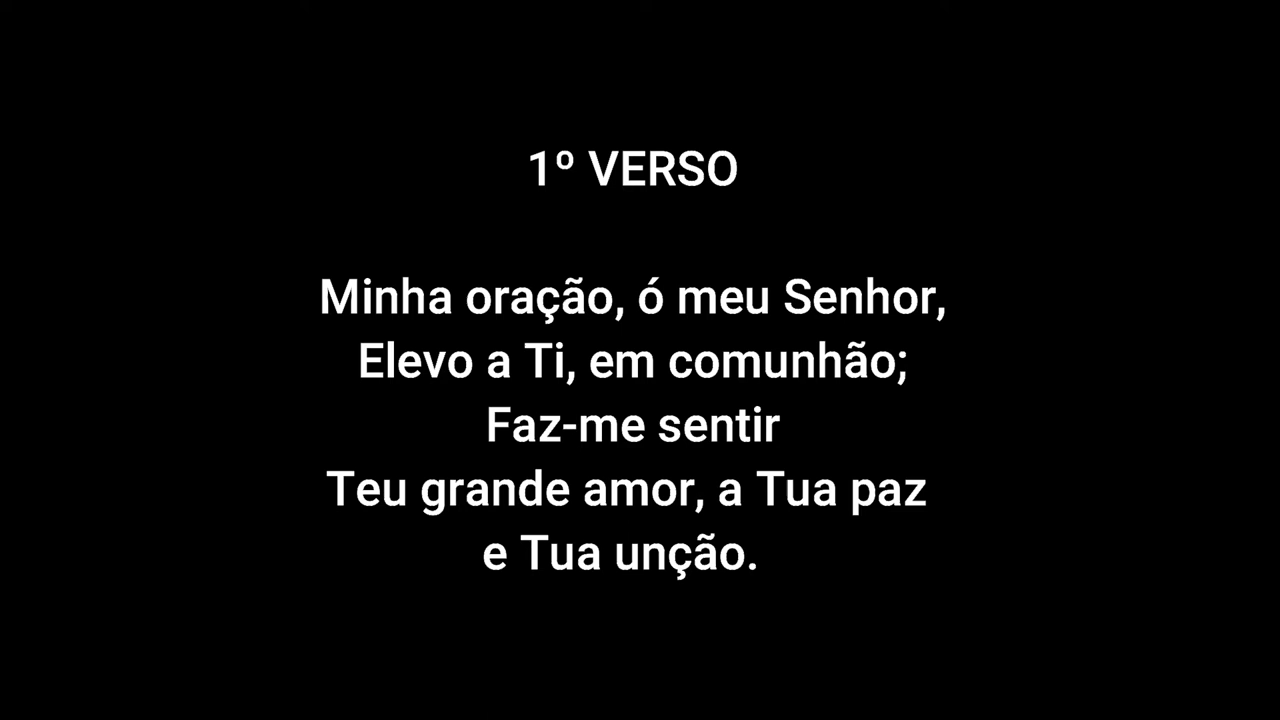 1º VERSO
Minha oração, ó meu Senhor,
Elevo a Ti, em comunhão;
Faz-me sentir
Teu grande amor, a Tua paz
e Tua unção.